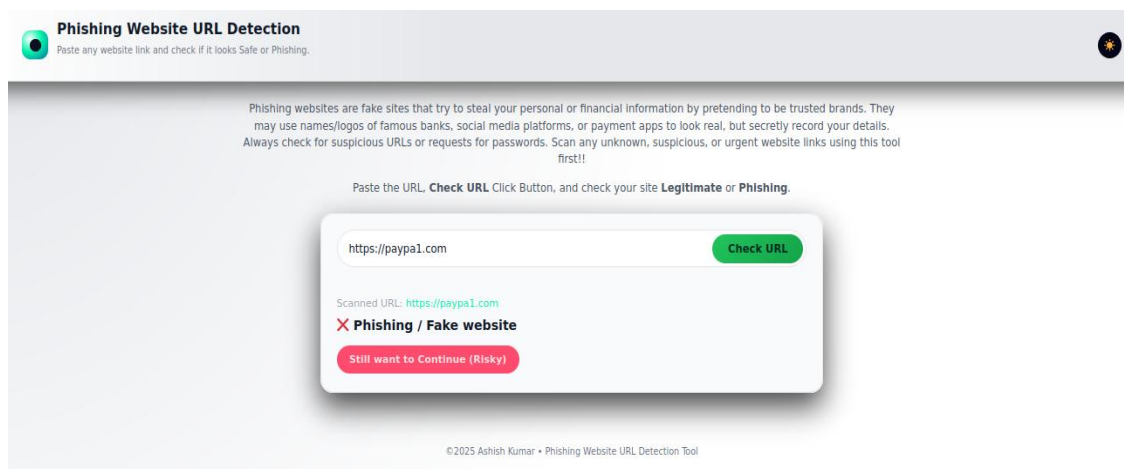 Phishing Website URL Detection
Paste any website link and check if it looks Safe or Phishing.
Phishing websites are fake sites that try to steal your personal or financial information by pretending to be trusted brands. They
may use names/logos of famous banks, social media platforms, or payment apps to look real, but secretly record your details.
Always check for suspicious URLs or requests for passwords. Scan any unknown, suspicious, or urgent website links using this tool
first!!
Paste the URL, Check URL Click Button, and check your site Legitimate or Phishing.
https://paypa1.com
Check URL
Scanned URL: https://paypa1.com
❌ Phishing / Fake website
Still want to Continue (Risky)
©2025 Ashish Kumar • Phishing Website URL Detection Tool